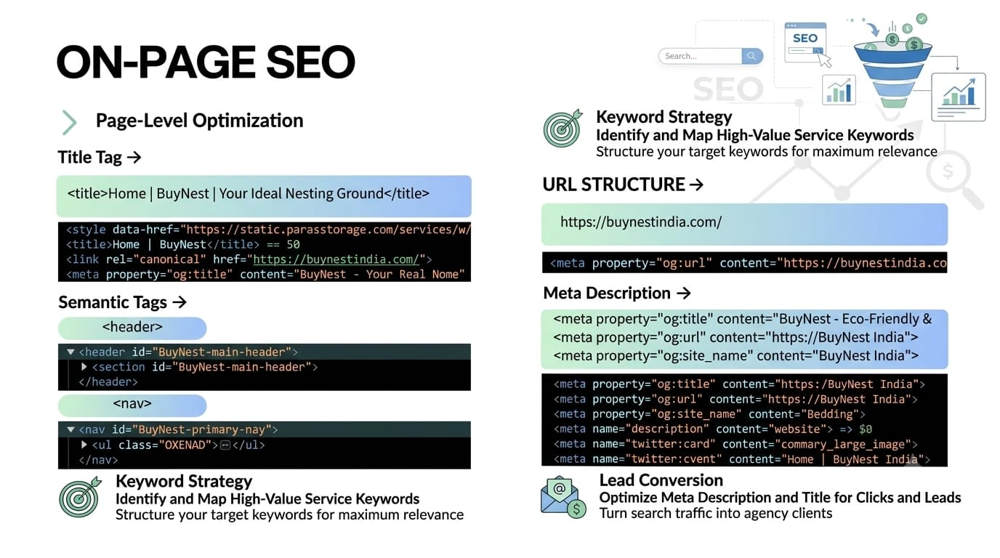 ON-PAGE SEO
Page-Level Optimization
Title Tag →
<title>Home | BuyNest | Your Ideal Nesting Ground</title>
<style data-href="https://static.parasstorage.com/services/w/
<title>Home | BuyNest</title> == 50
<link rel="canonical" href="https://buynestindia.com/">
<meta property="og:title" content="BuyNest - Your Real Nome"
Semantic Tags →
<header>
▼ <header id="BuyNest-main-header">
▶ <section id="BuyNest-main-header">
</header>
<nav>
▼ <nav id="BuyNest-primary-nay">
▶ <ul class="OXENAD"></ul>
</nav>
Keyword Strategy
Identify and Map High-Value Service Keywords
Structure your target keywords for maximum relevance
Search...
SEO
SEO
Keyword Strategy
Identify and Map High-Value Service Keywords
Structure your target keywords for maximum relevance
URL STRUCTURE →
https://buynestindia.com/
<meta property="og:url" content="https://buynestindia.co
Meta Description →
<meta property="og:title" content="BuyNest - Eco-Friendly &
<meta property="og:url" content="https://BuyNest India">
<meta property="og:site_name" content="BuyNest India">
<meta property="og:title" content="https:/BuyNest India">
<meta property="og:url" content="https://BuyNest India">
<meta property="og:site_name" content="Bedding">
<meta name="description" content="website"> => $0
<meta name="twitter:card" content="commary_large_image">
<meta name="twitter:cvent" content="Home | BuyNest India">
Lead Conversion
Optimize Meta Description and Title for Clicks and Leads
Turn search traffic into agency clients